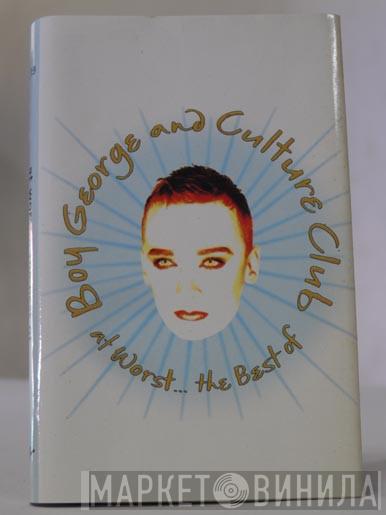 Boy George and Culture Club
at Worst... the Best of
МАРКЕТ ВИНИЛА